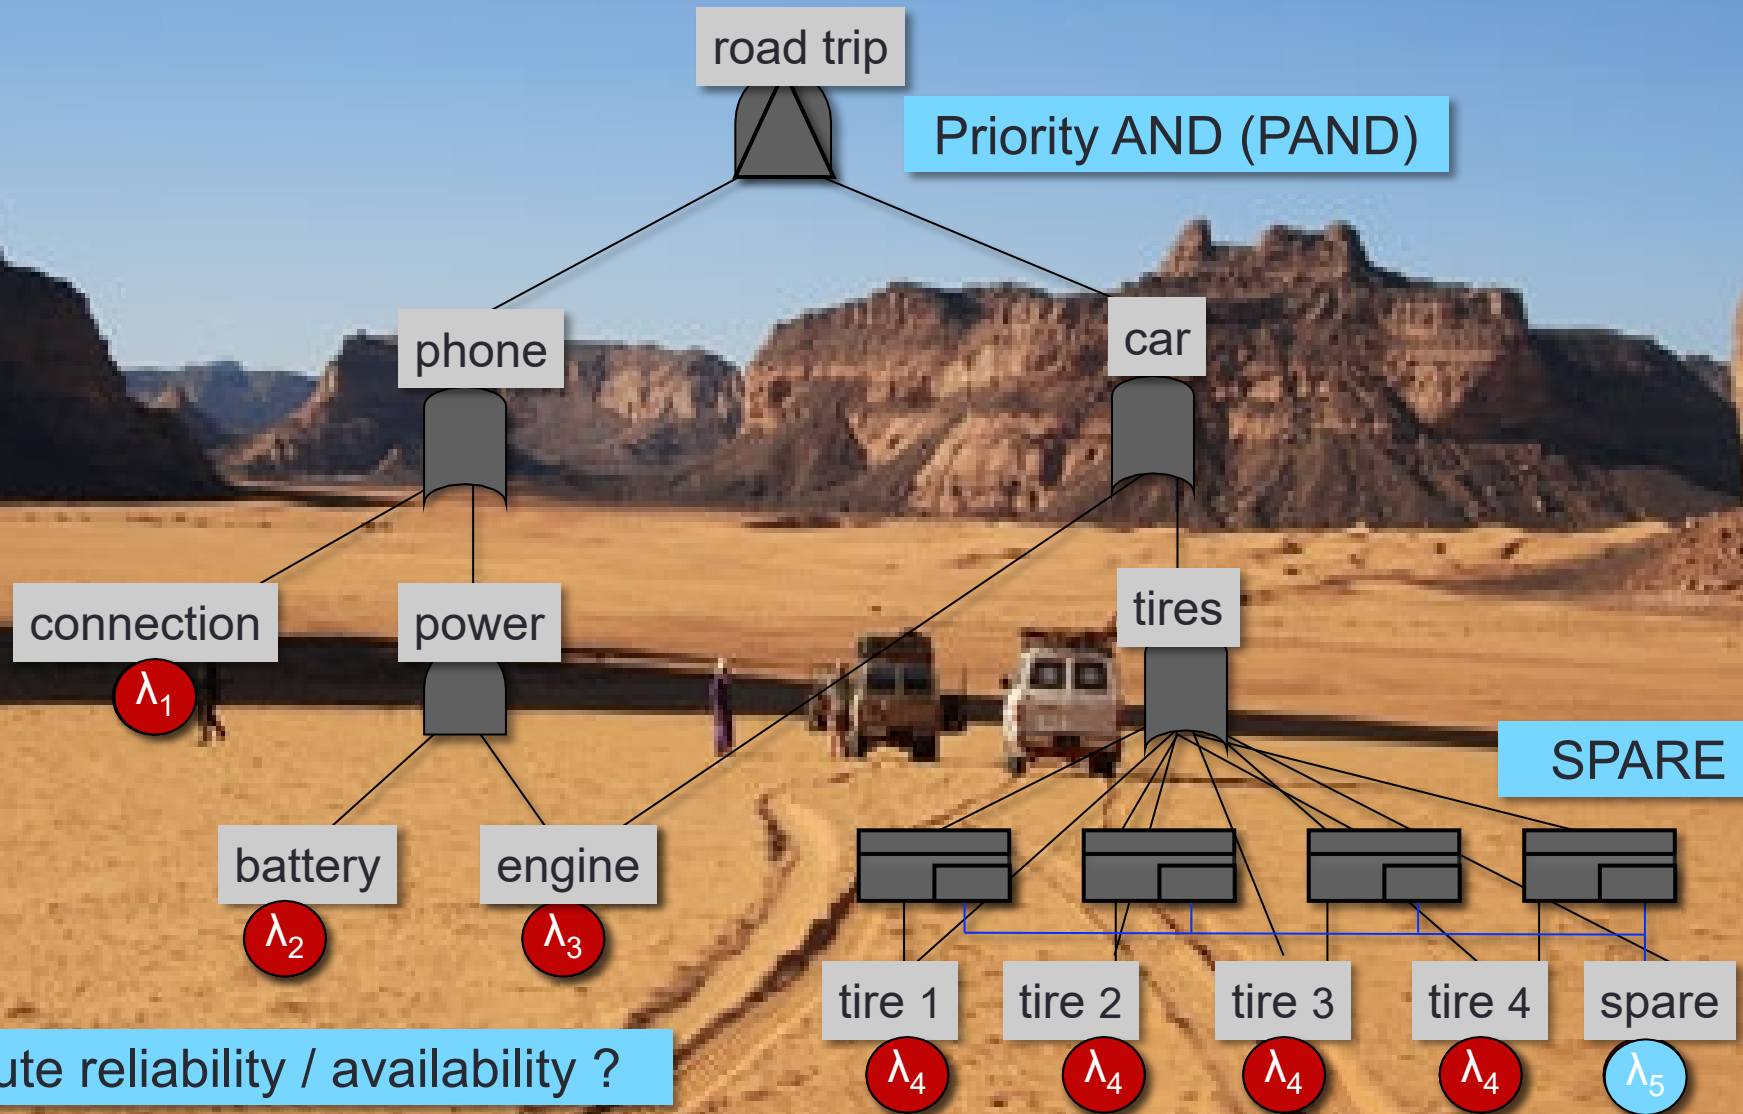 road trip
Priority AND (PAND)
phone
car
connection
power
tires
λ1
SPARE
battery
engine
λ2
λ3
tire 1
tire 2
tire 3
tire 4
spare
ute reliability / availability ?
λ4
λ4
λ4
λ4
λ5